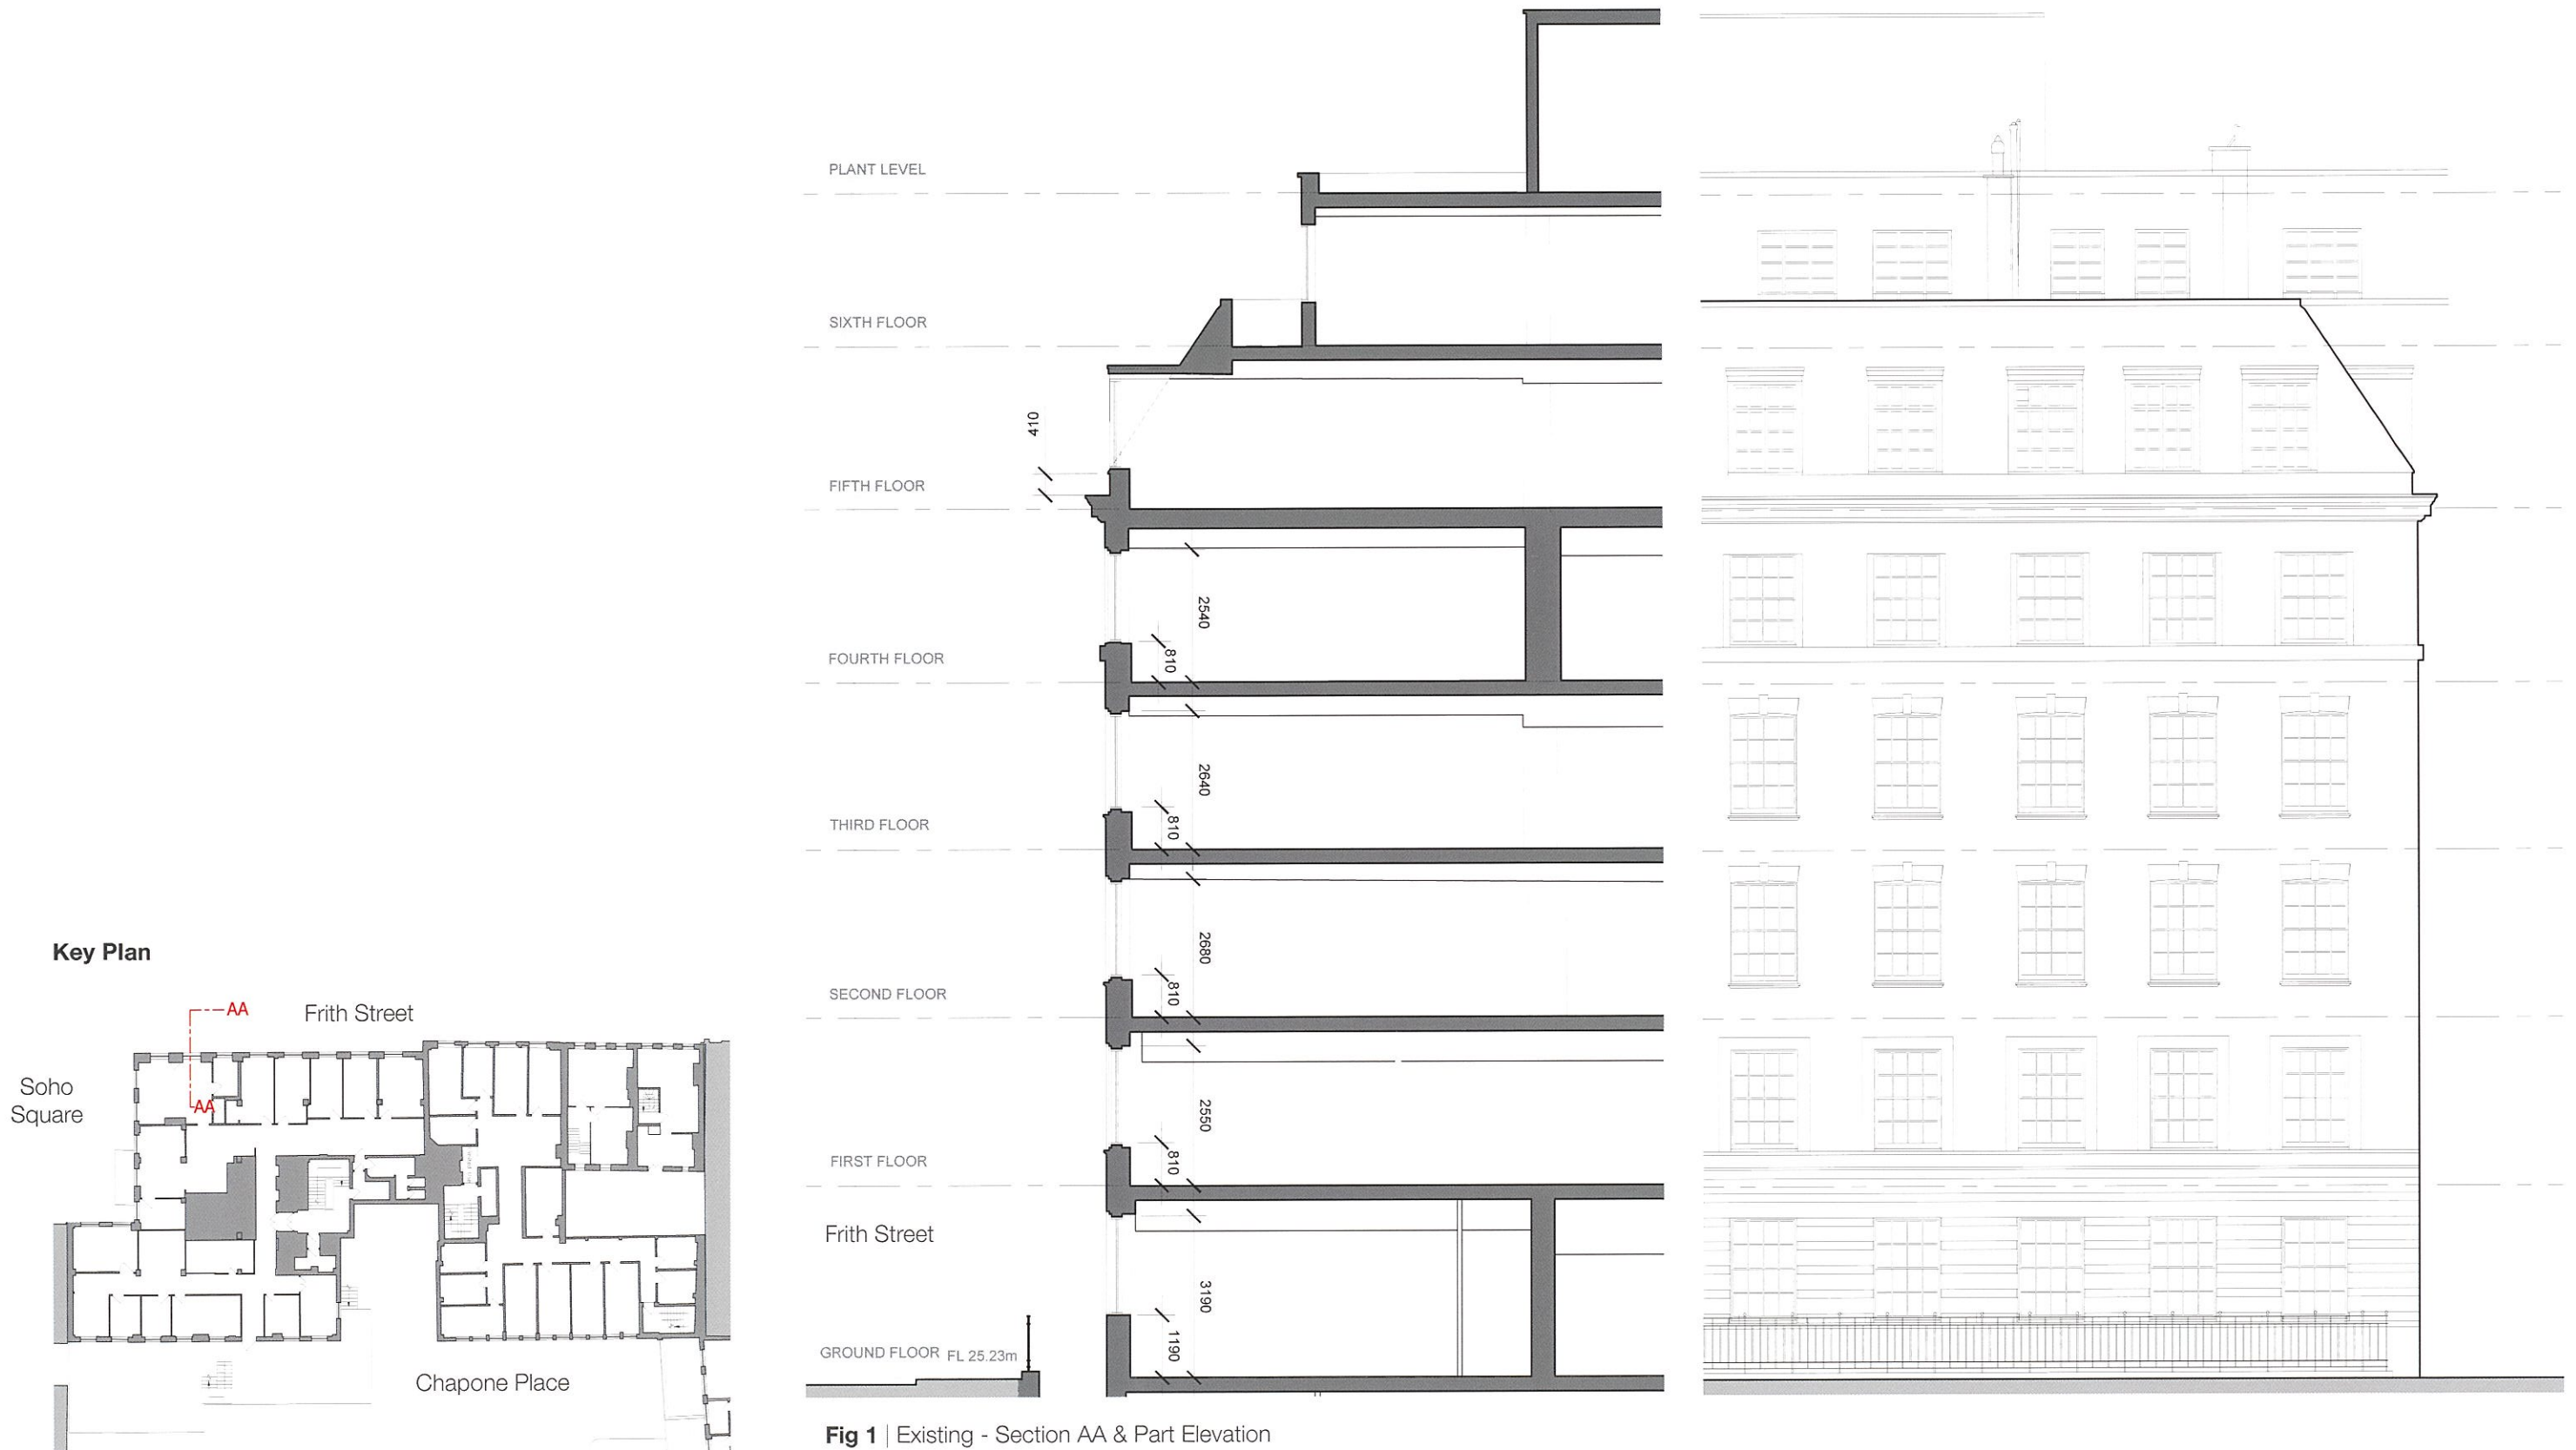 PLANT LEVEL
SIXTH FLOOR
410
FIFTH FLOOR
2540
810
FOURTH FLOOR
2640
810
THIRD FLOOR
2680
810
SECOND FLOOR
2550
810
FIRST FLOOR
Frith Street
3190
1190
GROUND FLOOR FL 25.23m
Fig 1 | Existing - Section AA & Part Elevation
Key Plan
AA
Frith Street
Soho
Square
AA
Chapone Place